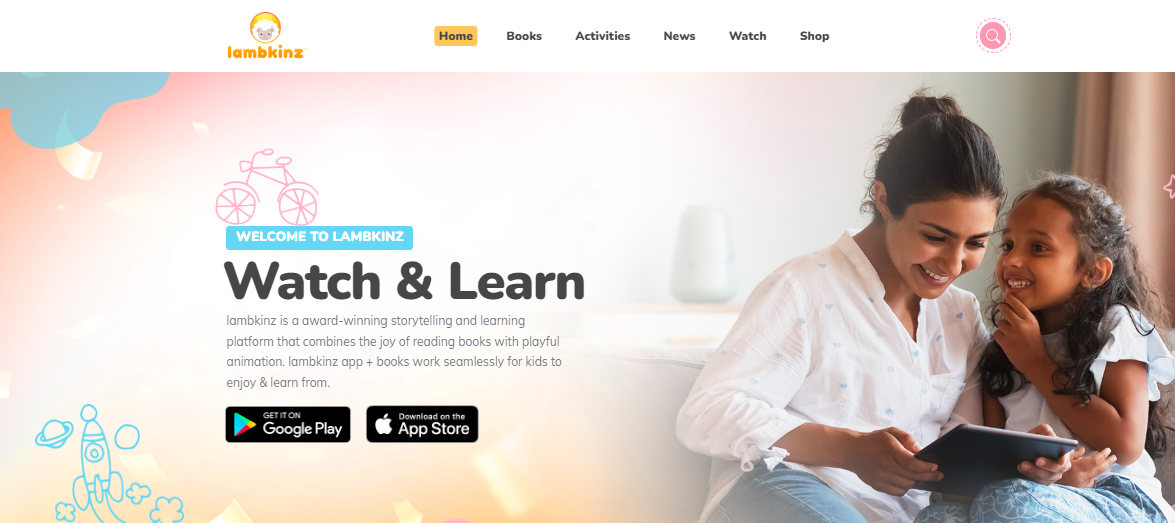 lambkinz
Home Books Activities News Watch Shop
WELCOME TO LAMBKINZ
Watch & Learn
lambkinz is a award-winning storytelling and learning
platform that combines the joy of reading books with playful
animation. lambkinz app + books work seamlessly for kids to
enjoy & learn from.
GET IT ON
Google Play
Download on the
App Store